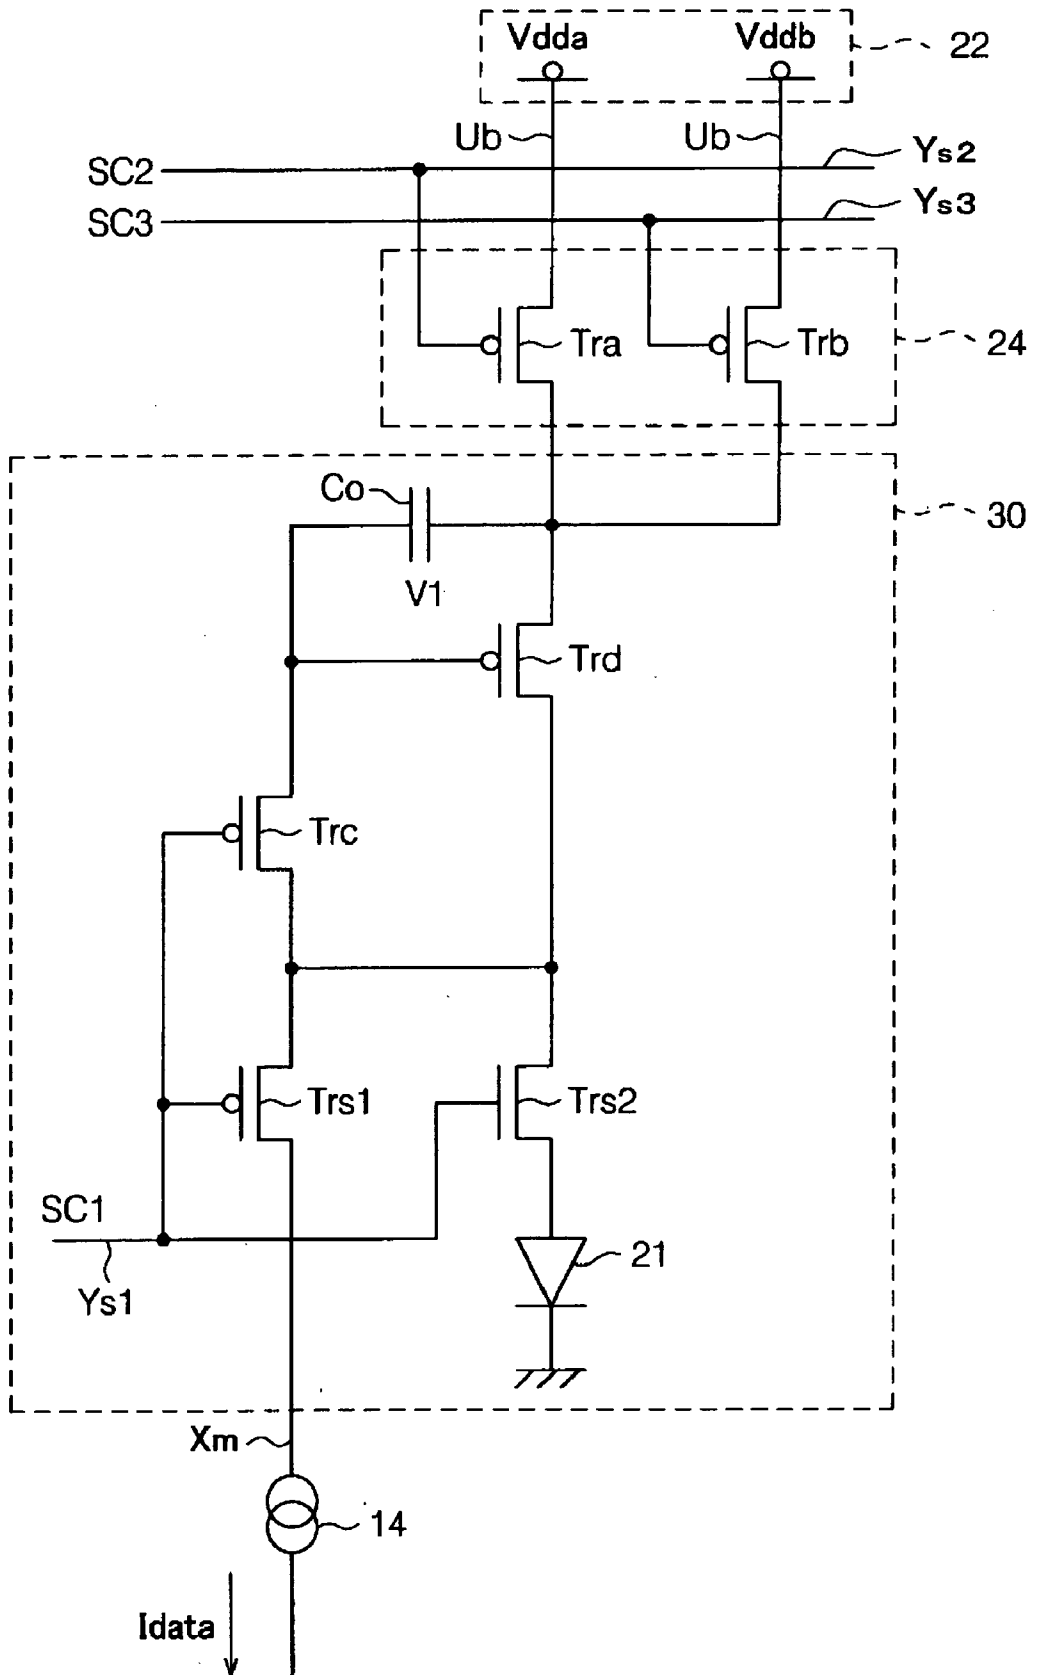 Vdda
Vddb
22
Ub
Ub
SC2
Ys2
SC3
Ys3
Tra
Trb
24
Co
30
V1
Trd
Trc
Trs1
Trs2
SC1
21
Ys1
Xm
14
Idata